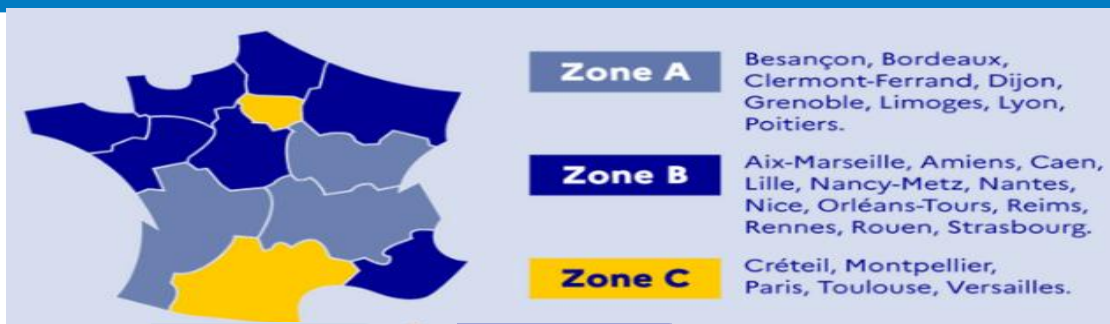 Zone A
Besançon, Bordeaux,
Clermont-Ferrand, Dijon,
Grenoble, Limoges, Lyon,
Poitiers.
Zone B
Aix-Marseille, Amiens, Caen,
Lille, Nancy-Metz, Nantes,
Nice, Orléans-Tours, Reims,
Rennes, Rouen, Strasbourg.
Zone C
Créteil, Montpellier,
Paris, Toulouse, Versailles.